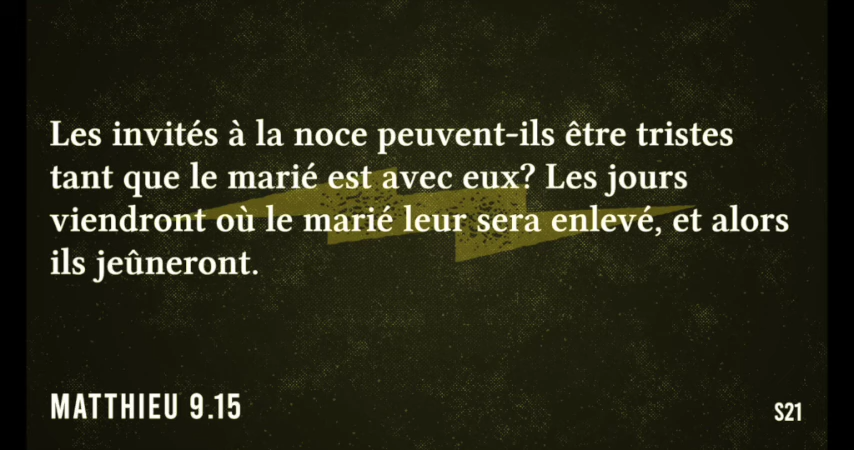 Les invités à la noce peuvent-ils être tristes
tant que le marié est avec eux? Les jours
viendront où le marié leur sera enlevé, et alors
ils jeûneront.
MATTHIEU 9.15
S21